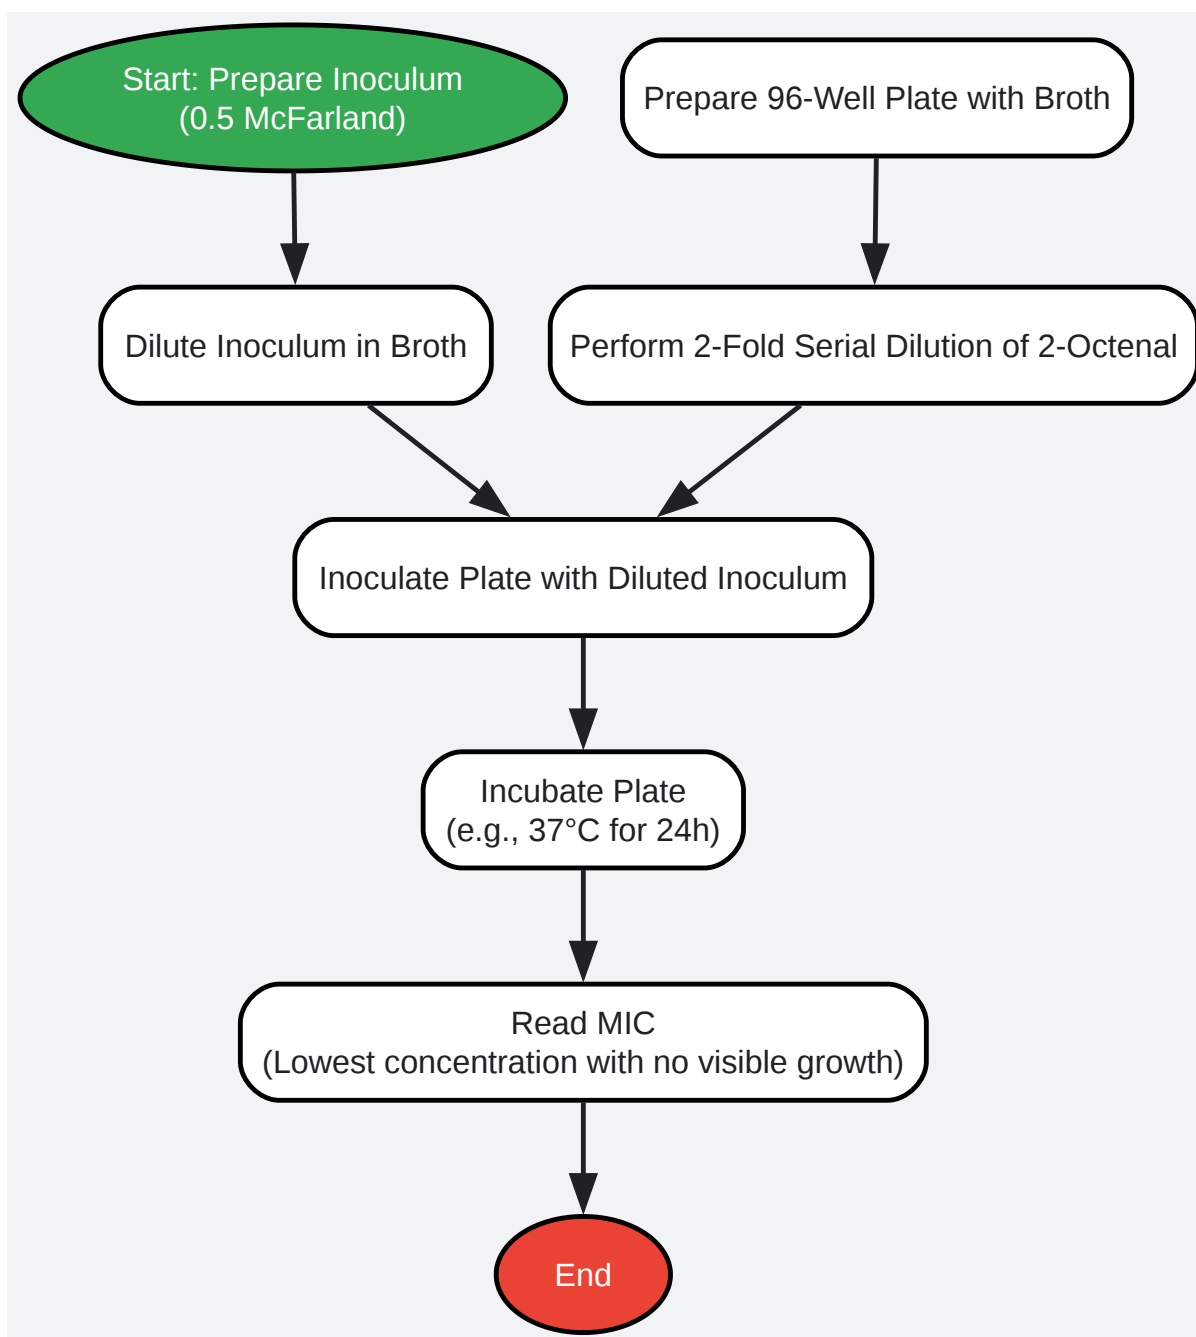 Start: Prepare Inoculum
(0.5 McFarland)
Prepare 96-Well Plate with Broth
Dilute Inoculum in Broth
Perform 2-Fold Serial Dilution of 2-Octenal
Inoculate Plate with Diluted Inoculum
Incubate Plate
(e.g., 37°C for 24h)
Read MIC
(Lowest concentration with no visible growth)
End